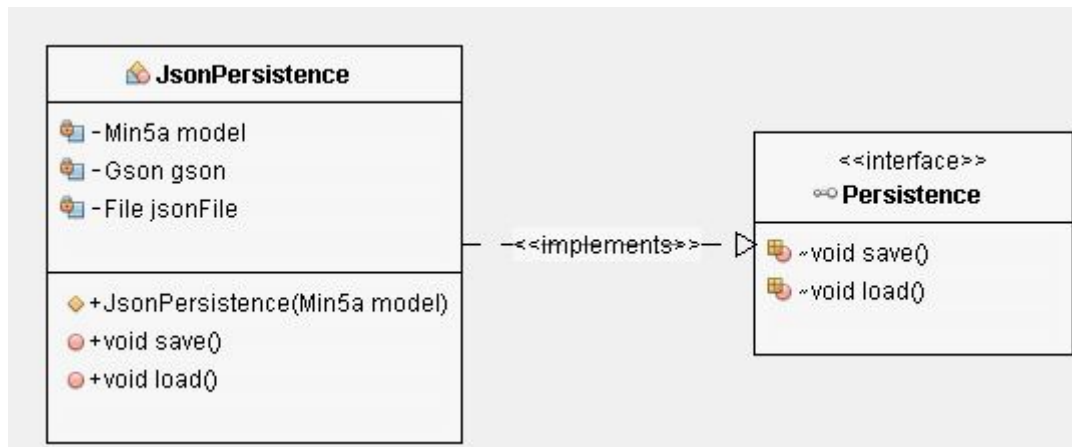 JsonPersistence
-Min5a model
-Gson gson
-File jsonFile
+JsonPersistence(Min5a model)
+void save()
+void load()
<<implements>>
<<interface>>
Persistence
~void save()
~void load()